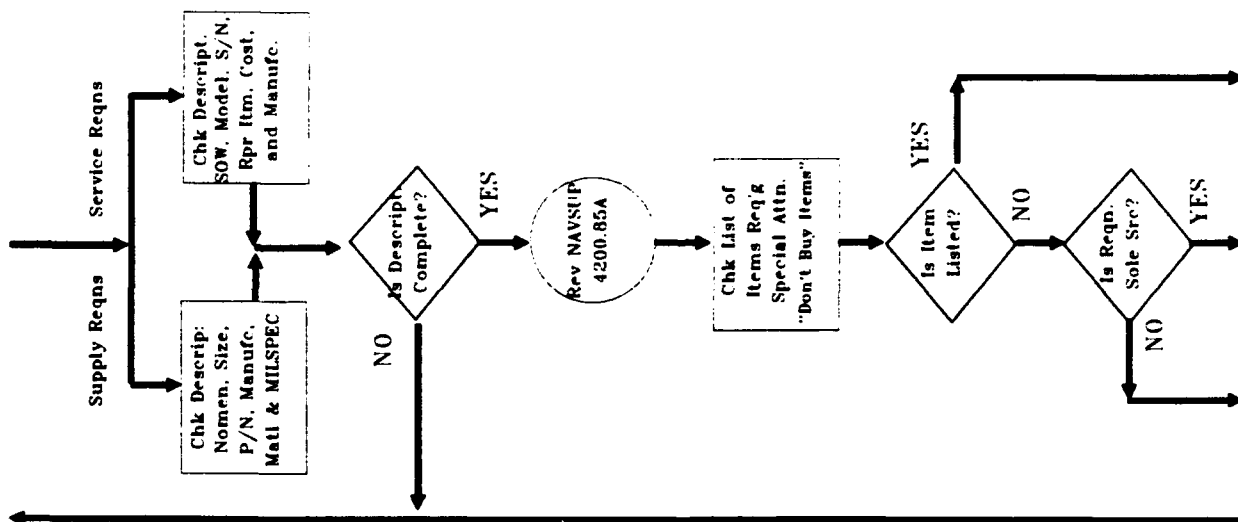 Supply Reqns
Service Reqns
Chk Descrip:
Nomen, Size,
P/N, Manufc,
Matl & MILSPEC
Chk Descript.
SOW, Model, S/N,
Rpr Itm, Cost,
and Manufc.
Is Descript.
Complete?
NO
YES
Rev NAVSUP
4200.85A
Chk List of
Items Req'g
Special Attn.
"Don't Buy Items"
Is Item
Listed?
YES
NO
Is Reqn.
Sole Src?
NO
YES